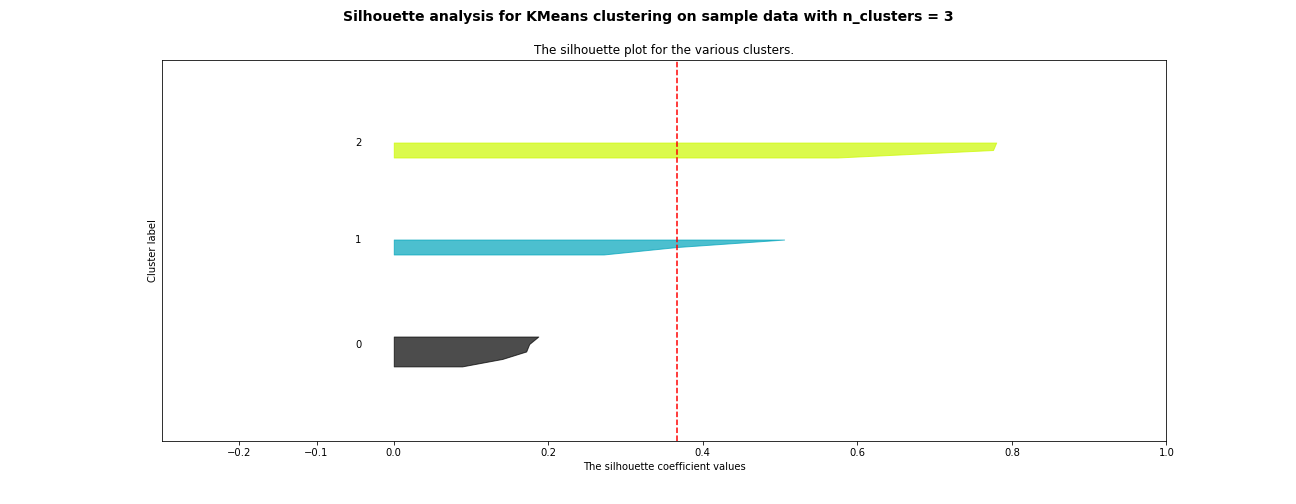 Silhouette analysis for KMeans clustering on sample data with n_clusters = 3
The silhouette plot for the various clusters.
2
1
0
Cluster label
−0.2 −0.1 0.0 0.2 0.4 0.6 0.8 1.0
The silhouette coefficient values